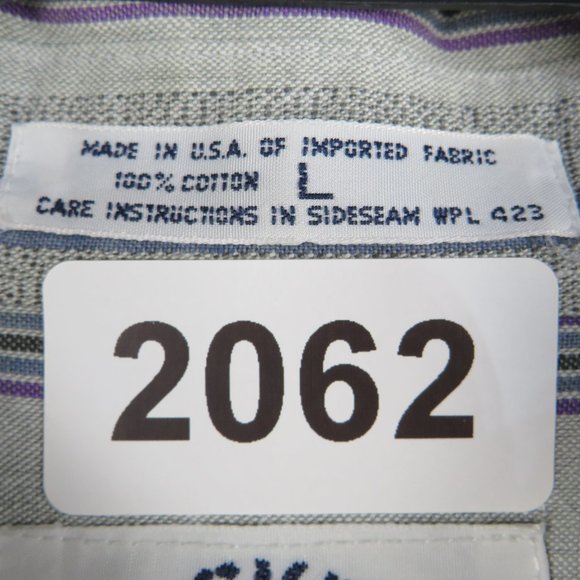 MADE IN U.S.A. OF IMPORTED FABRIC
100% COTTON L
CARE INSTRUCTIONS IN SIDESEAM WPL 423
2062